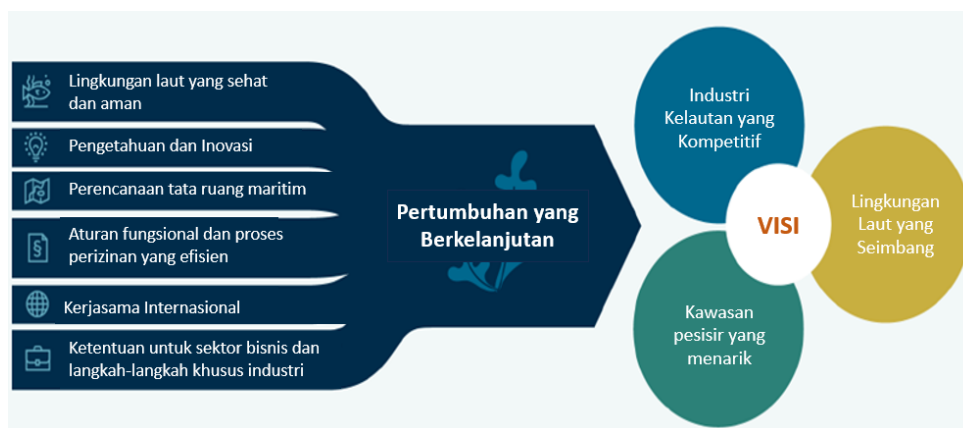 Lingkungan laut yang sehat
dan aman
Pengetahuan dan Inovasi
Perencanaan tata ruang maritim
Aturan fungsional dan proses
perizinan yang efisien
§
Kerjasama Internasional
Ketentuan untuk sektor bisnis dan
langkah-langkah khusus industri
Pertumbuhan yang
Berkelanjutan
Industri
Kelautan yang
Kompetitif
VISI
Lingkungan
Laut yang
Seimbang
Kawasan
pesisir yang
menarik